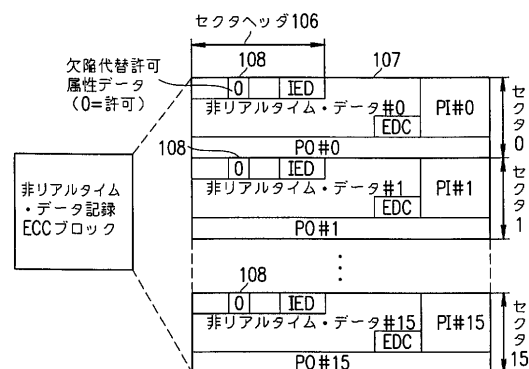 セクタヘッダ106
欠陥代替許可
属性データ
（0=許可）
108
107
0
IED
非リアルタイム・データ#0
EDC
PI#0
PO#0
セクタ0
108
0
IED
非リアルタイム・データ#1
EDC
PI#1
PO#1
セクタ1
非リアルタイム
・データ記録
ECCブロック
⋮
108
0
IED
非リアルタイム・データ#15
EDC
PI#15
PO#15
セクタ15